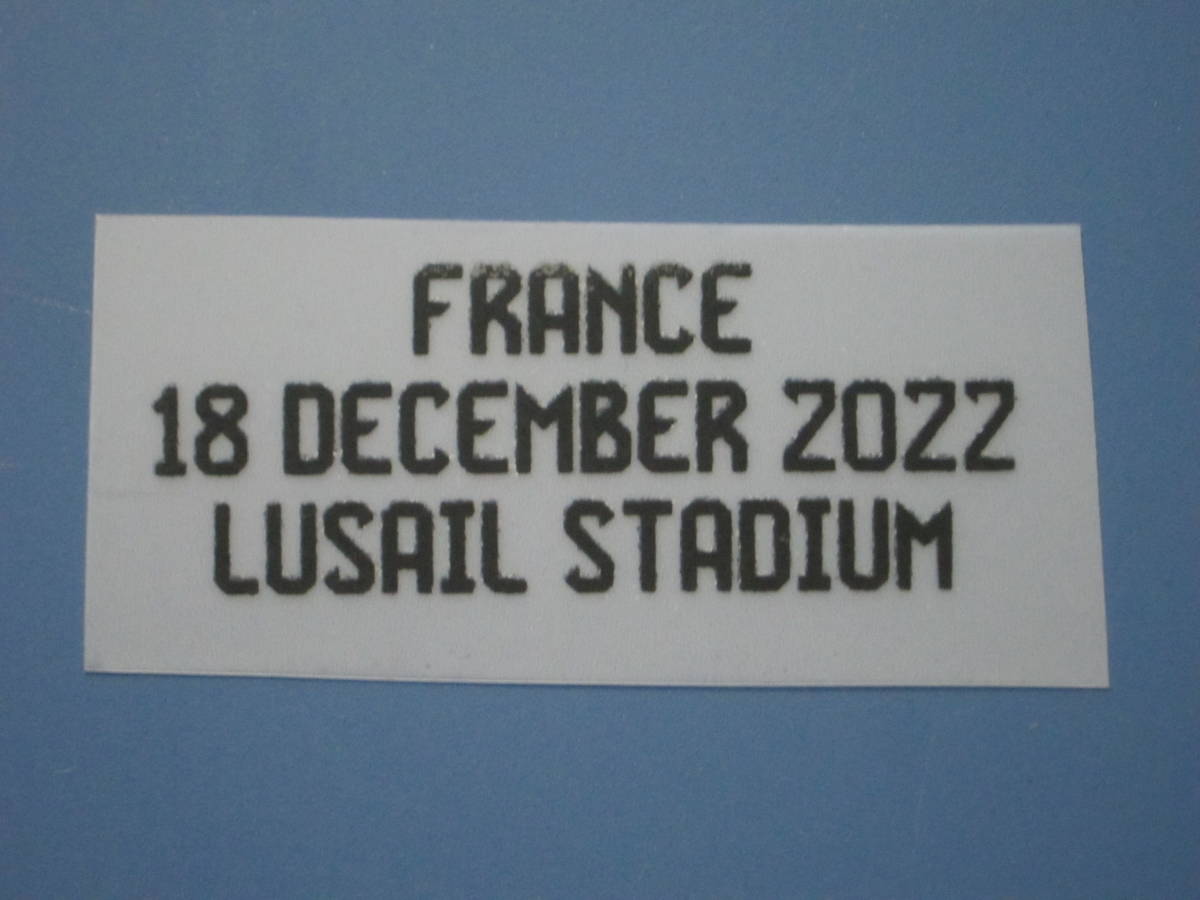 FRANCE
18 DECEMBER 2022
LUSAIL STADIUM